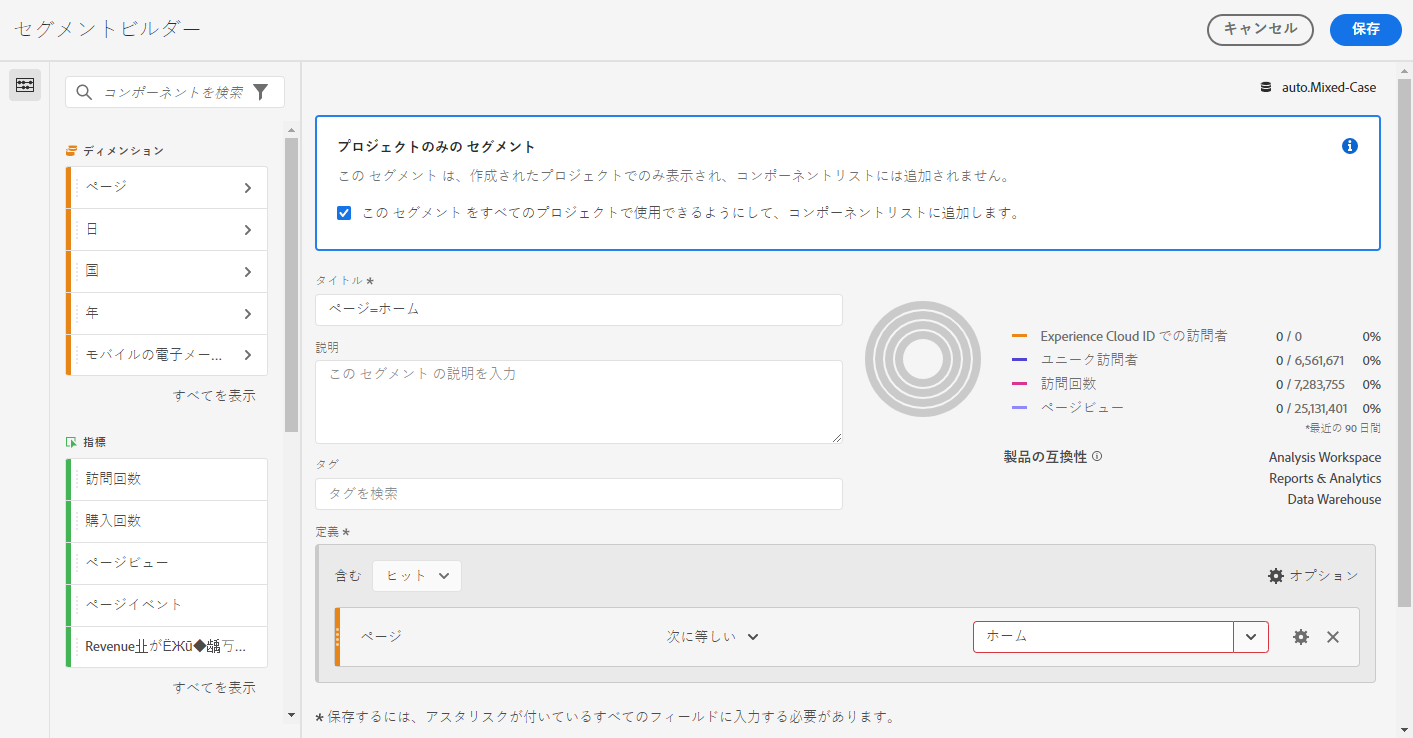 セグメントビルダー
キャンセル
保存
コンポーネントを検索
auto.Mixed-Case
ディメンション
ページ
日
国
年
モバイルの電子メー...
すべてを表示
指標
訪問回数
購入回数
ページビュー
ページイベント
すべてを表示
プロジェクトのみの セグメント
この セグメント は、作成されたプロジェクトでのみ表示され、コンポーネントリストには追加されません。
この セグメント をすべてのプロジェクトで使用できるようにして、コンポーネントリストに追加します。
タイトル *
ページ=ホーム
説明
この セグメント の説明を入力
タグ
タグを検索
Experience Cloud ID での訪問者 0 / 0 0%
ユニーク訪問者 0 / 6,561,671 0%
訪問回数 0 / 7,283,755 0%
ページビュー 0 / 25,131,401 0%
*最近の 90 日間
製品の互換性
Analysis Workspace
Reports & Analytics
Data Warehouse
定義 *
含む ヒット
オプション
ページ 次に等しい ホーム
* 保存するには、アスタリスクが付いているすべてのフィールドに入力する必要があります。